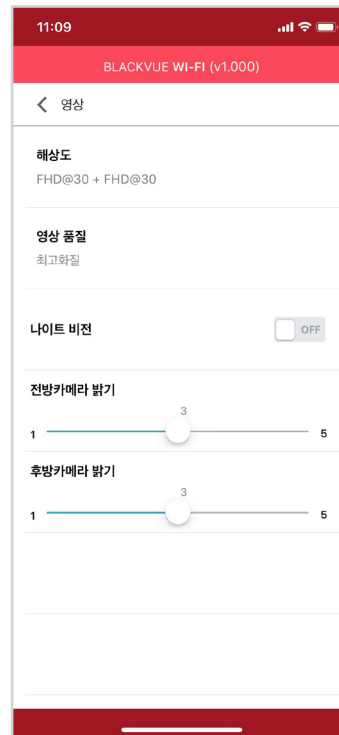 11:09
BLACKVUE WI-FI (v1.000)
영상
해상도
FHD@30 + FHD@30
영상 품질
최고화질
나이트 비전 OFF
전방카메라 밝기
3
1 5
후방카메라 밝기
3
1 5